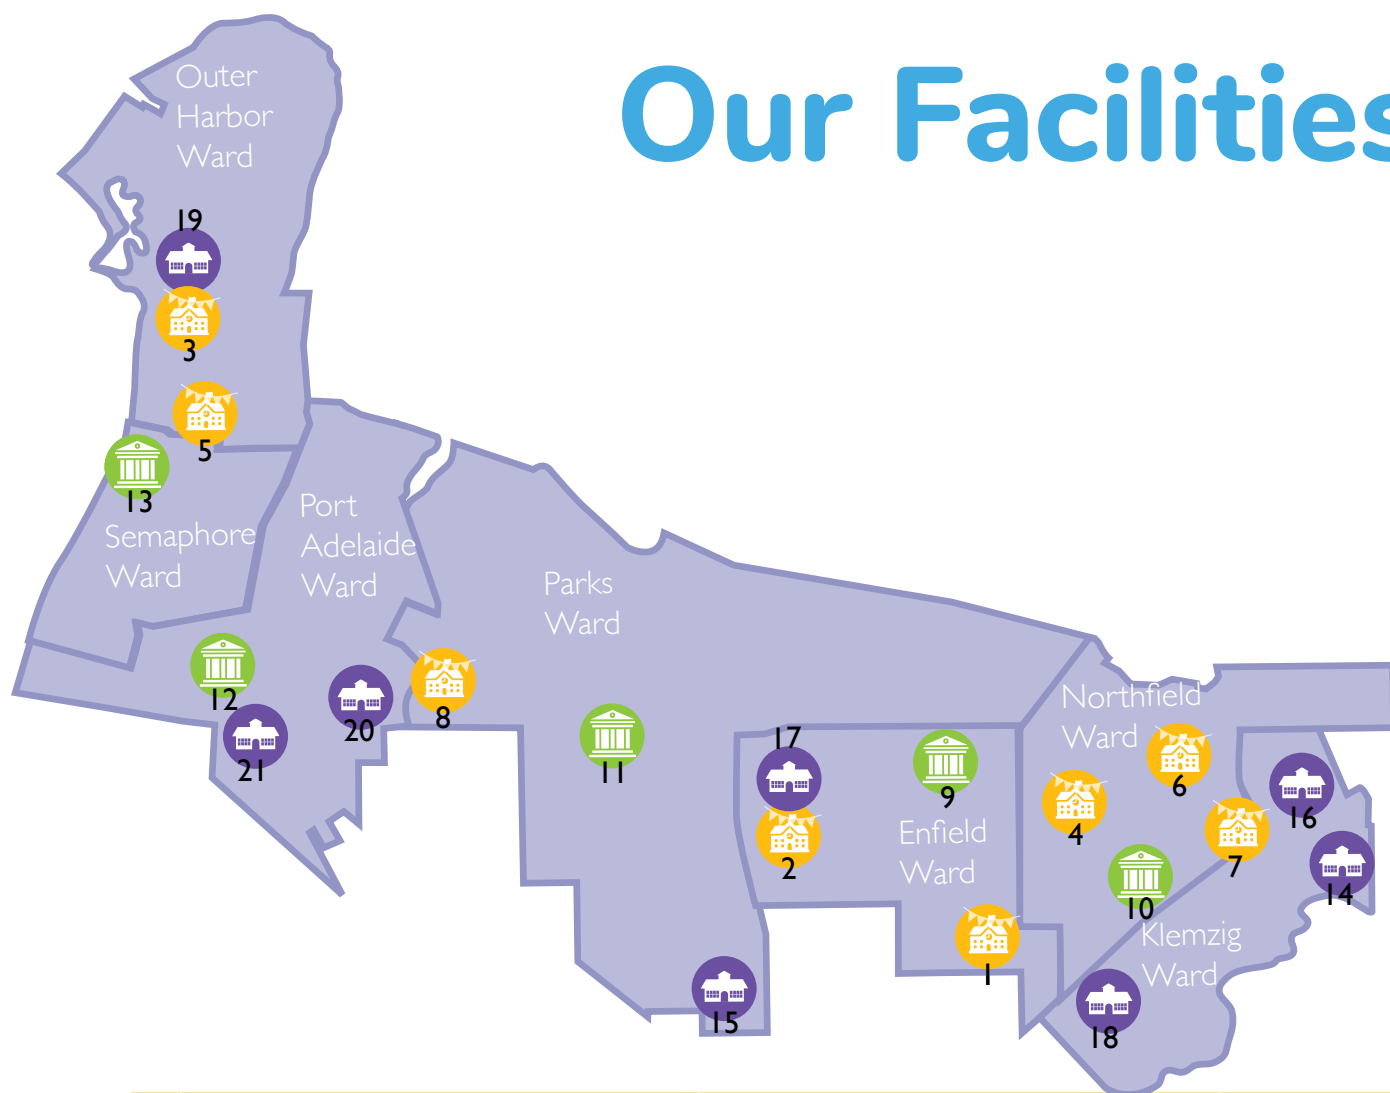 Our Facilities
Outer
Harbor
Ward
19
3
5
13
Semaphore
Ward
Port
Adelaide
Ward
Parks
Ward
12
21
20
8
11
17
2
9
Enfield
Ward
1
15
Northfield
Ward
6
4
7
16
14
10
Klemzig
Ward
18